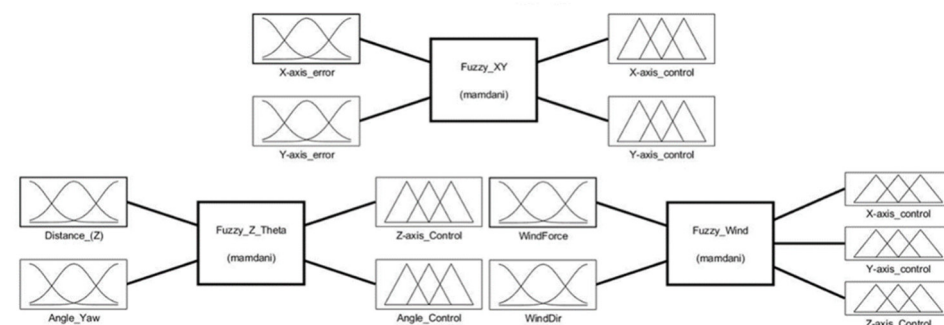 X-axis_error
Fuzzy_XY
(mamdani)
X-axis_control
Y-axis_error
Y-axis_control
Distance_(Z)
Fuzzy_Z_Theta
(mamdani)
Z-axis_Control
Angle_Yaw
Angle_Control
WindForce
Fuzzy_Wind
(mamdani)
X-axis_control
Y-axis_control
WindDir
Z-axis_Control